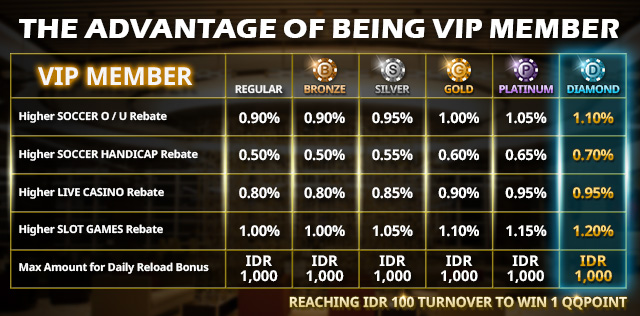 THE ADVANTAGE OF BEING VIP MEMBER
VIP MEMBER
B S G P D
REGULAR BRONZE SILVER GOLD PLATINUM DIAMOND
Higher SOCCER O / U Rebate 0.90% 0.90% 0.95% 1.00% 1.05% 1.10%
Higher SOCCER HANDICAP Rebate 0.50% 0.50% 0.55% 0.60% 0.65% 0.70%
Higher LIVE CASINO Rebate 0.80% 0.80% 0.85% 0.90% 0.95% 0.95%
Higher SLOT GAMES Rebate 1.00% 1.00% 1.05% 1.10% 1.15% 1.20%
Max Amount for Daily Reload Bonus IDR IDR IDR IDR IDR IDR
1,000 1,000 1,000 1,000 1,000 1,000
REACHING IDR 100 TURNOVER TO WIN 1 QQPOINT